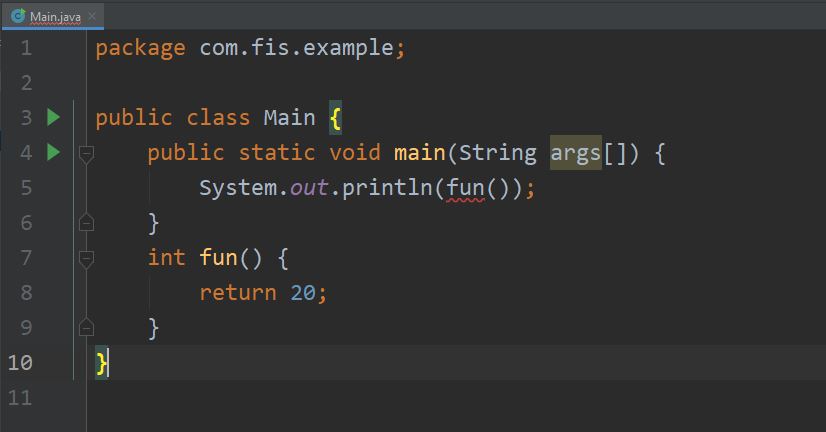 Main.java
1 package com.fis.example;
2
3 public class Main {
4 public static void main(String args[]) {
5 System.out.println(fun());
6 }
7 int fun() {
8 return 20;
9 }
10 }
11